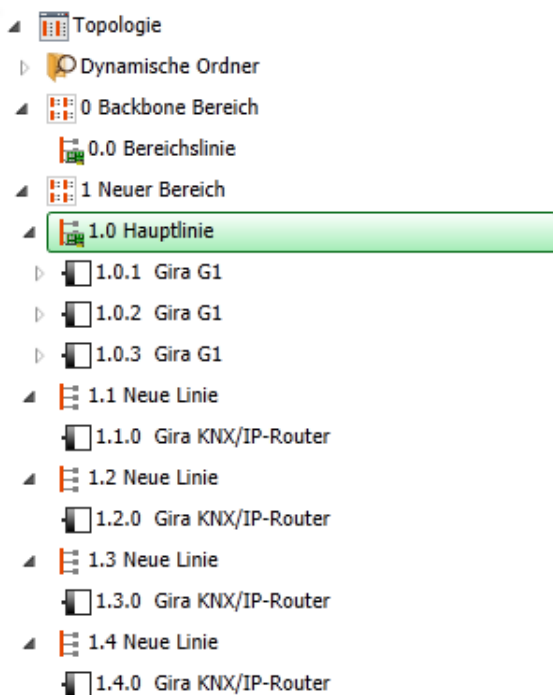 Topologie
Dynamische Ordner
0 Backbone Bereich
0.0 Bereichslinie
1 Neuer Bereich
1.0 Hauptlinie
1.0.1 Gira G1
1.0.2 Gira G1
1.0.3 Gira G1
1.1 Neue Linie
1.1.0 Gira KNX/IP-Router
1.2 Neue Linie
1.2.0 Gira KNX/IP-Router
1.3 Neue Linie
1.3.0 Gira KNX/IP-Router
1.4 Neue Linie
1.4.0 Gira KNX/IP-Router